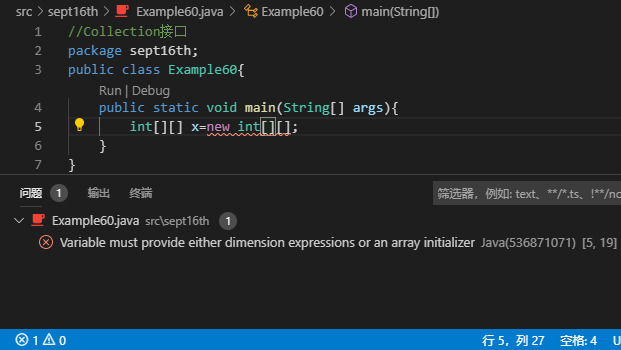 src > sept16th > Example60.java > Example60 > main(String[])
1 //Collection接口
2 package sept16th;
3 public class Example60{
Run | Debug
4 public static void main(String[] args){
5 int[][] x=new int[][];
6 }
7 }
问题 1 输出 终端 筛选器，例如: text、**/*.ts、!**/no
Example60.java src\sept16th 1
Variable must provide either dimension expressions or an array initializer Java(536871071) [5, 19]
1 0 行 5，列 27 空格: 4 U